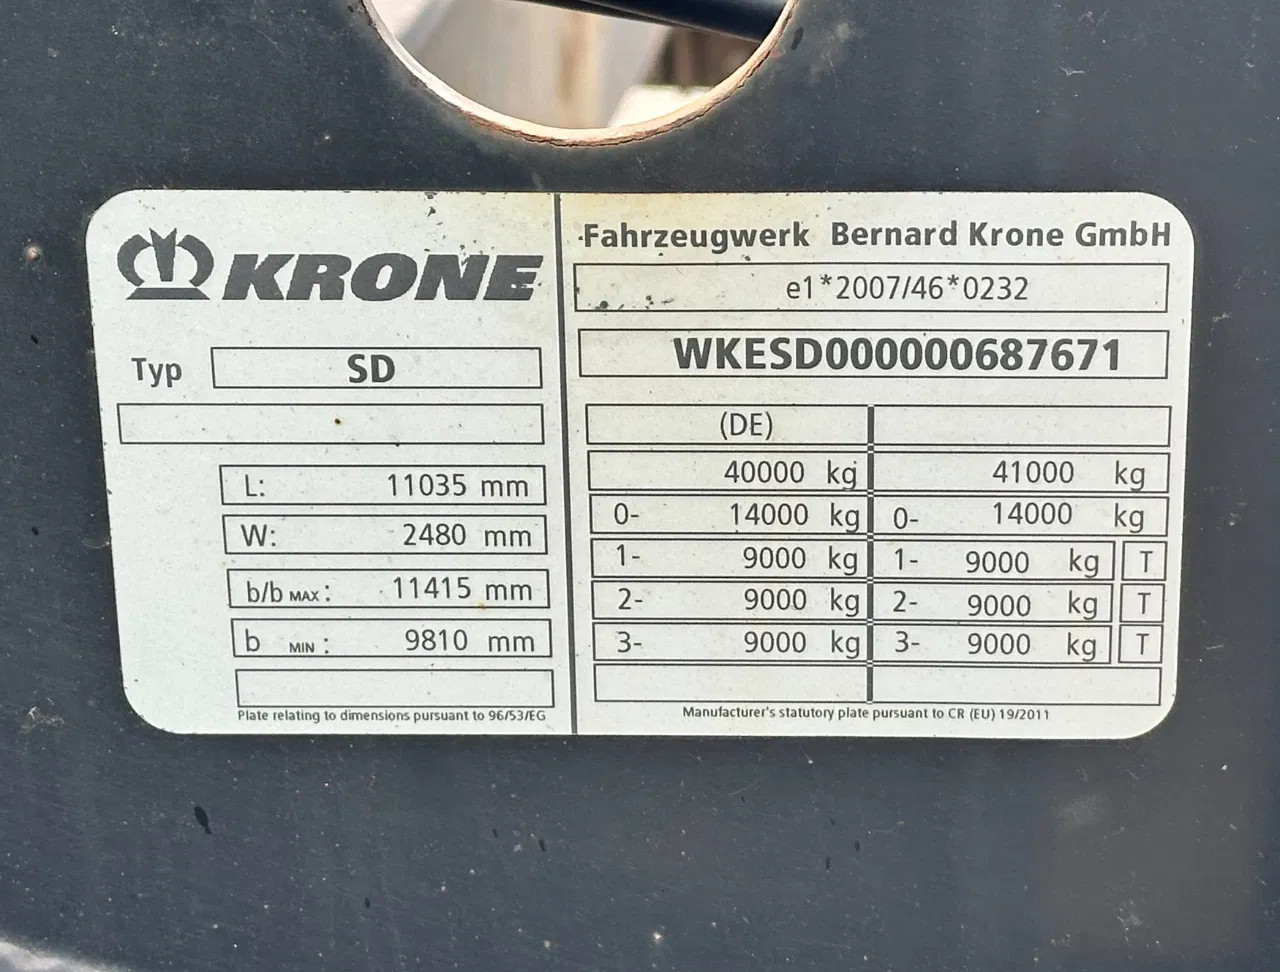 KRONE
Typ SD
L: 11035 mm
W: 2480 mm
b/b MAX: 11415 mm
b MIN: 9810 mm
Plate relating to dimensions pursuant to 96/53/EG
Fahrzeugwerk Bernard Krone GmbH
e1*2007/46*0232
WKESD000000687671
(DE)
40000 kg 41000 kg
0- 14000 kg 0- 14000 kg
1- 9000 kg 1- 9000 kg T
2- 9000 kg 2- 9000 kg T
3- 9000 kg 3- 9000 kg T
Manufacturer's statutory plate pursuant to CR (EU) 19/2011